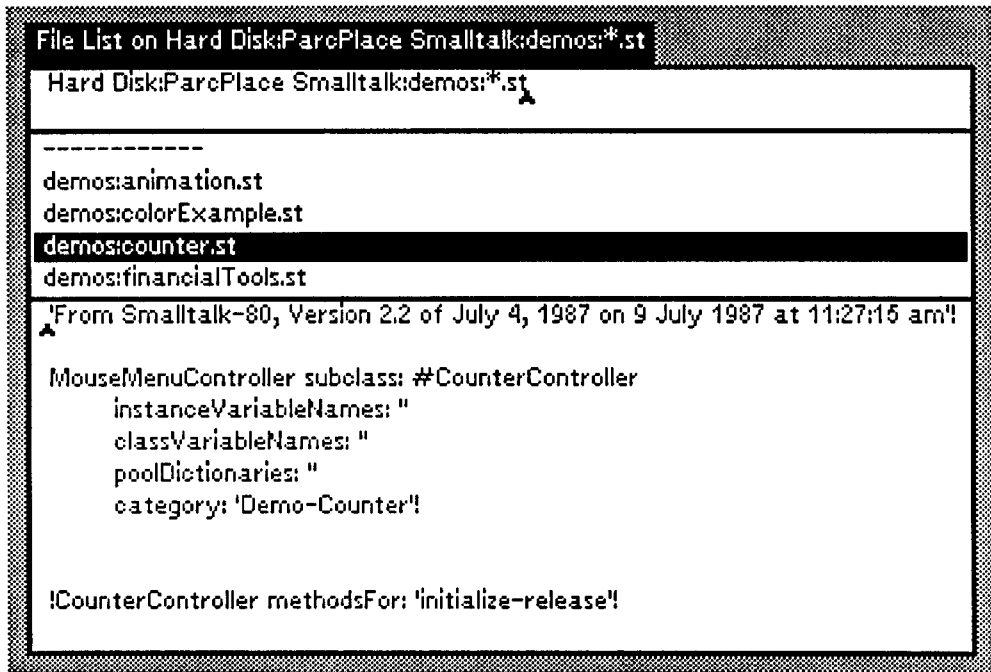 File List on Hard Disk:ParcPlace Smalltalk:demos:*.st
Hard Disk:ParcPlace Smalltalk:demos:*.st
------------
demos:animation.st
demos:colorExample.st
demos:counter.st
demos:financialTools.st
'From Smalltalk-80, Version 2.2 of July 4, 1987 on 9 July 1987 at 11:27:15 am'!
MouseMenuController subclass: #CounterController
instanceVariableNames: ''
classVariableNames: ''
poolDictionaries: ''
category: 'Demo-Counter'!
!CounterController methodsFor: 'initialize-release'!